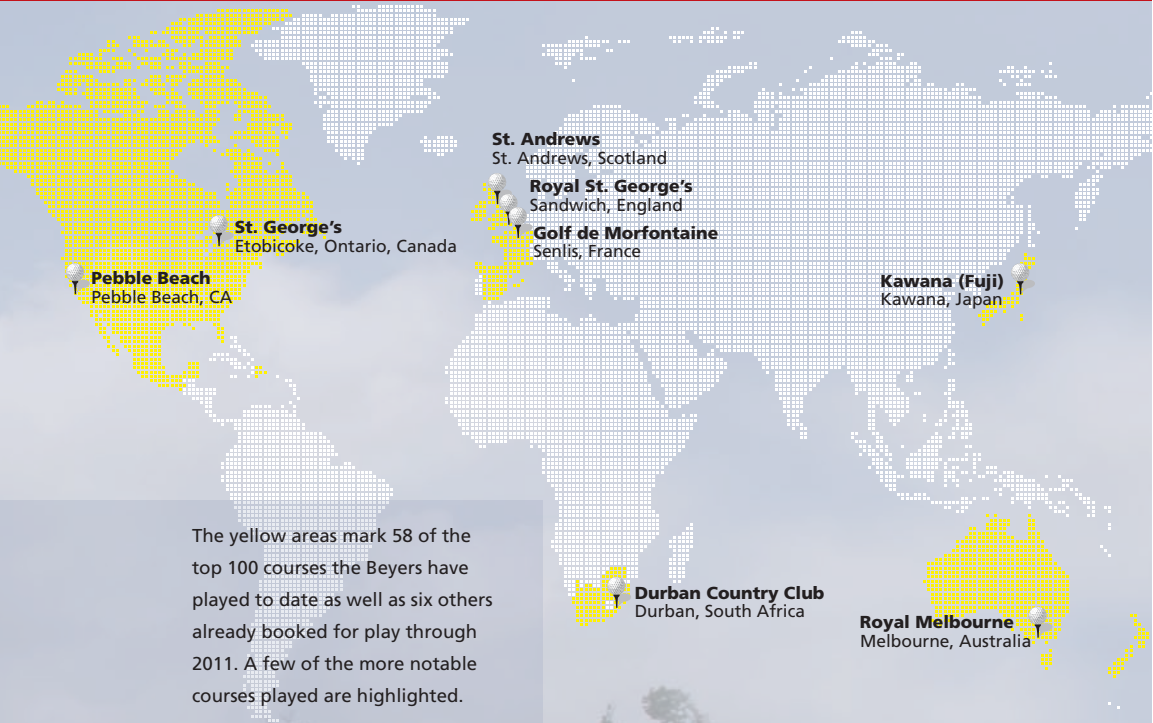 St. Andrews
St. Andrews, Scotland
Royal St. George's
Sandwich, England
St. George's
Etobicoke, Ontario, Canada
Golf de Morfontaine
Senlis, France
Pebble Beach
Pebble Beach, CA
Kawana (Fuji)
Kawana, Japan
Durban Country Club
Durban, South Africa
Royal Melbourne
Melbourne, Australia
The yellow areas mark 58 of the
top 100 courses the Beyers have
played to date as well as six others
already booked for play through
2011. A few of the more notable
courses played are highlighted.